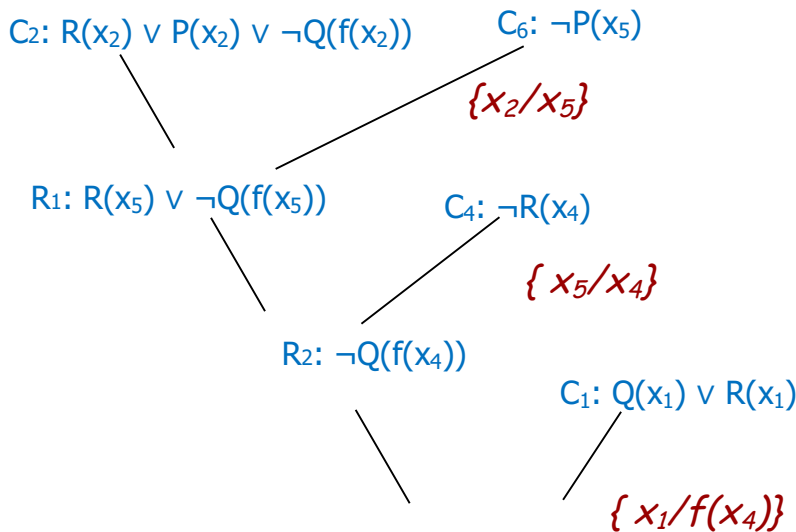 C₂: R(x₂) ∨ P(x₂) ∨ ¬Q(f(x₂))
C₆: ¬P(x₅)
{x₂/x₅}
R₁: R(x₅) ∨ ¬Q(f(x₅))
C₄: ¬R(x₄)
{ x₅/x₄}
R₂: ¬Q(f(x₄))
C₁: Q(x₁) ∨ R(x₁)
{ x₁/f(x₄)}